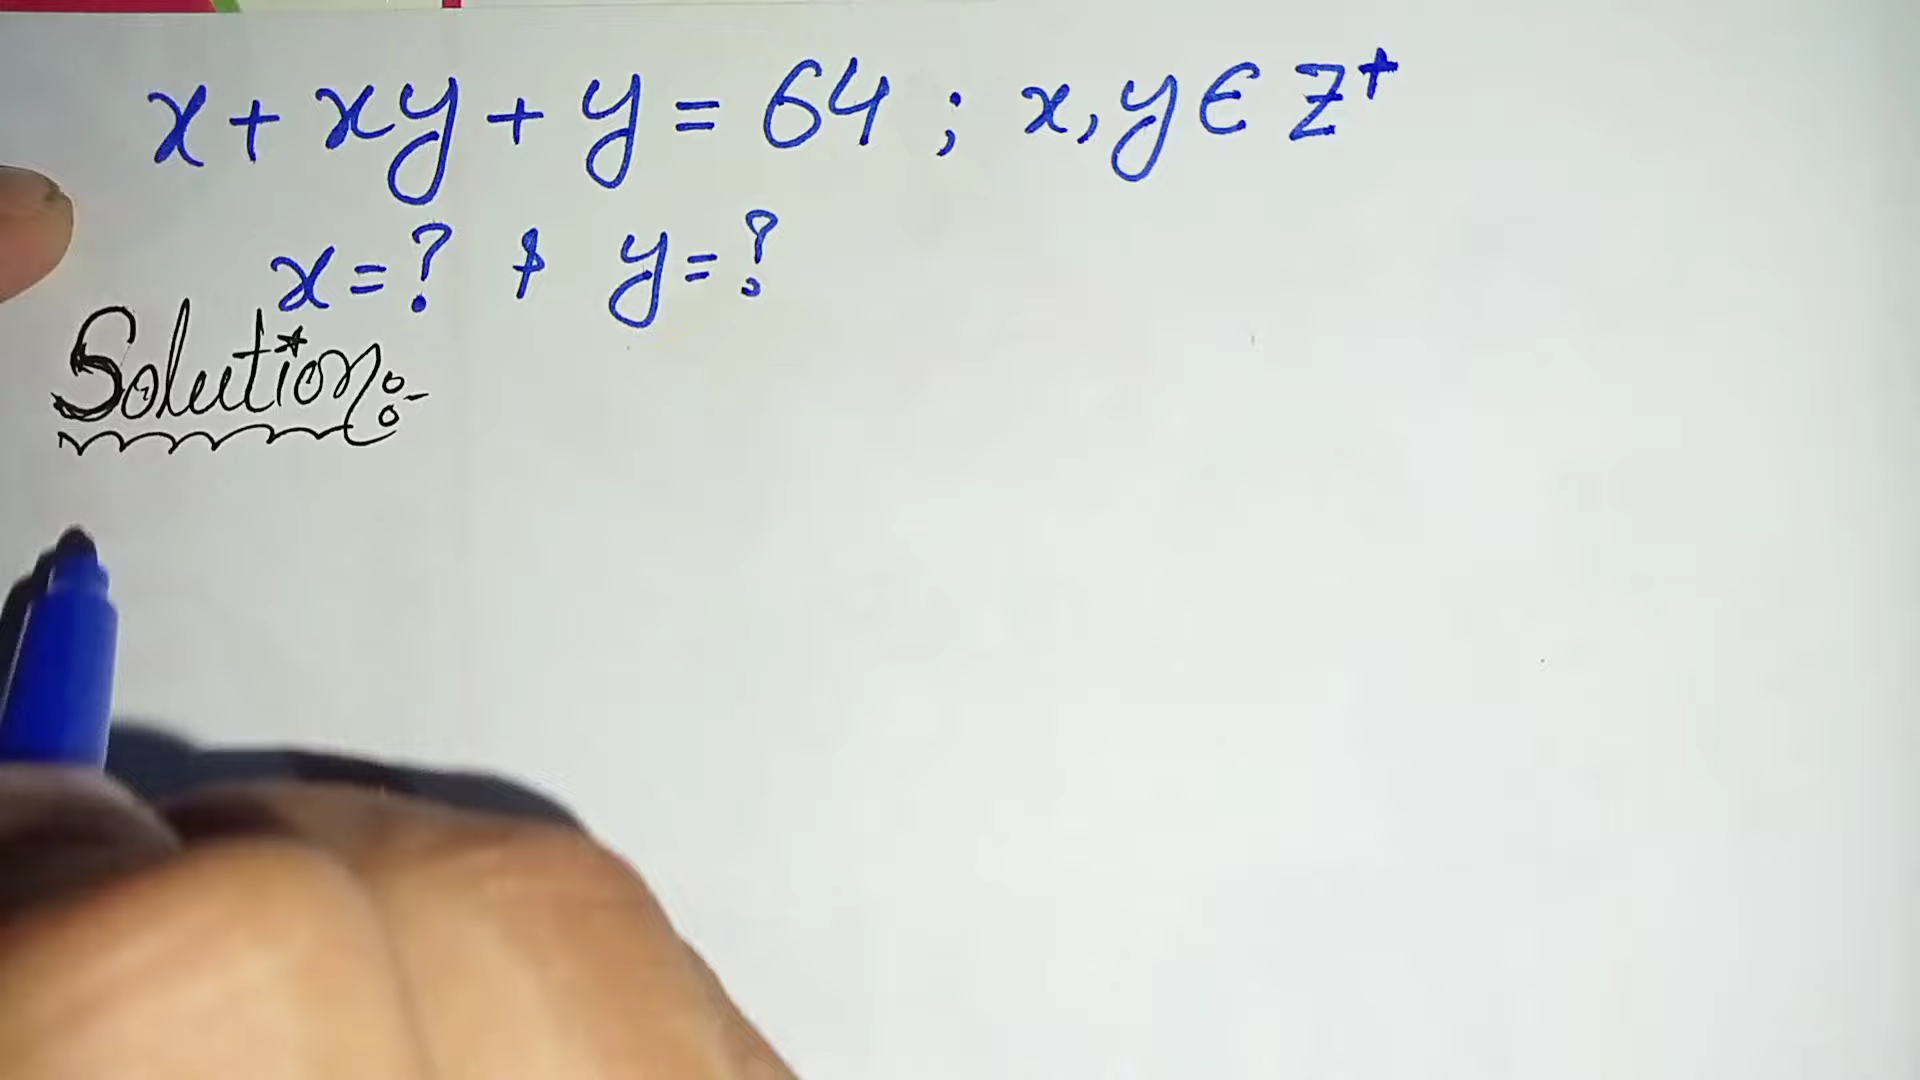 x + xy + y = 64 ; x, y ∈ Z⁺
x = ? & y = ?
Solution:-